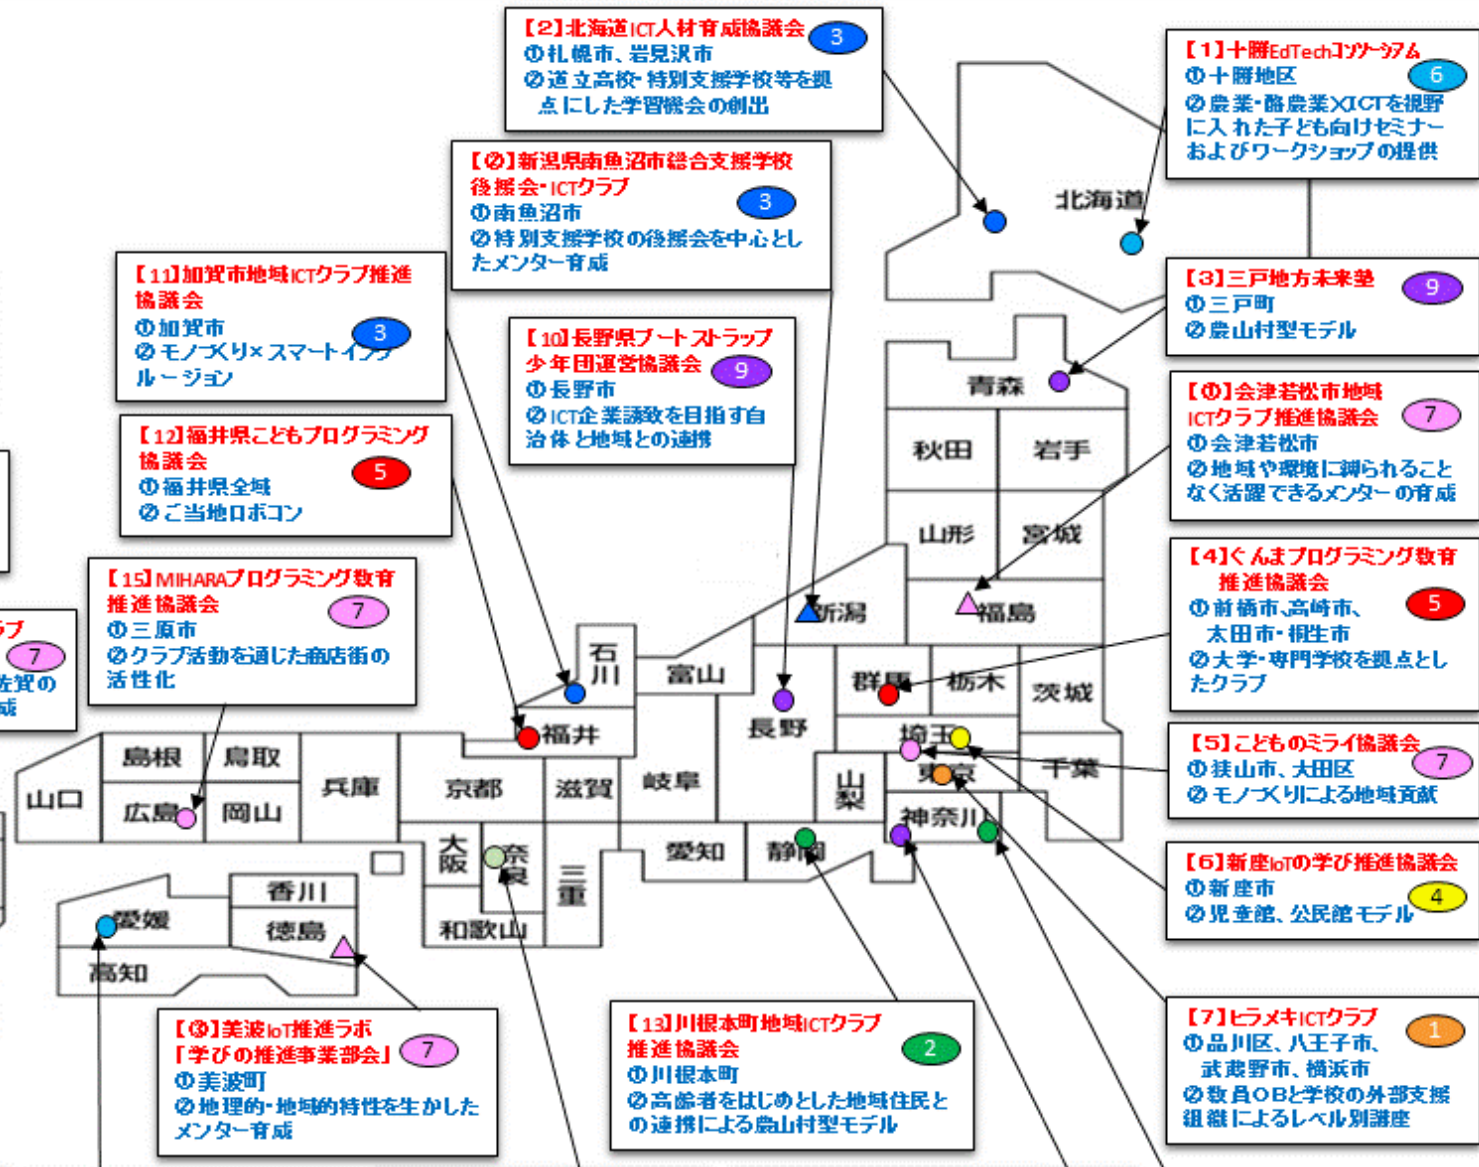 【2】北海道ICT人材育成協議会
3
①札幌市、岩見沢市
②道立高校・特別支援学校等を拠
点にした学習機会の創出
【1】十勝EdTechコンソーシアム
①十勝地区
6
②農業・酪農業×ICTを視野
に入れた子ども向けセミナー
およびワークショップの提供
【②】新潟県南魚沼市総合支援学校
後援会・ICTクラブ
①南魚沼市
3
②特別支援学校の後援会を中心とし
たメンター育成
北海道
【11】加賀市地域ICTクラブ推進
協議会
①加賀市
3
②モノづくり×スマートインク
ルージョン
【10】長野県ブートストラップ
少年団運営協議会
9
①長野市
②ICT企業誘致を目指す自
治体と地域との連携
【3】三戸地方未来塾
9
①三戸町
②農山村型モデル
青森
【①】会津若松市地域
ICTクラブ推進協議会
7
①会津若松市
②地域や環境に縛られること
なく活躍できるメンターの育成
【12】福井県こどもプログラミング
協議会
5
①福井県全域
②ご当地ロボコン
秋田
岩手
山形
宮城
【15】MIHARAプログラミング教育
推進協議会
7
①三原市
②クラブ活動を通じた商店街の
活性化
【4】ぐんまプログラミング教育
推進協議会
5
①前橋市、高崎市、
太田市・桐生市
②大学・専門学校を拠点とし
たクラブ
ラブ
7
佐賀の
成
新潟
福島
石川
富山
群馬
栃木
茨城
福井
長野
埼玉
【5】こどものミライ協議会
7
①狭山市、大田区
②モノづくりによる地域貢献
島根
鳥取
兵庫
京都
滋賀
岐阜
山梨
東京
千葉
山口
広島
岡山
神奈川
大阪
奈良
三重
愛知
静岡
和歌山
【6】新座IoTの学び推進協議会
①新座市
4
②児童館、公民館モデル
香川
愛媛
徳島
高知
【③】美波IoT推進ラボ
「学びの推進事業部会」
7
①美波町
②地理的・地域的特性を生かした
メンター育成
【13】川根本町地域ICTクラブ
推進協議会
2
①川根本町
②高齢者をはじめとした地域住民と
の連携による農山村型モデル
【7】ヒラメキICTクラブ
1
①品川区、八王子市、
武蔵野市、横浜市
②教員OBと学校の外部支援
組織によるレベル別講座